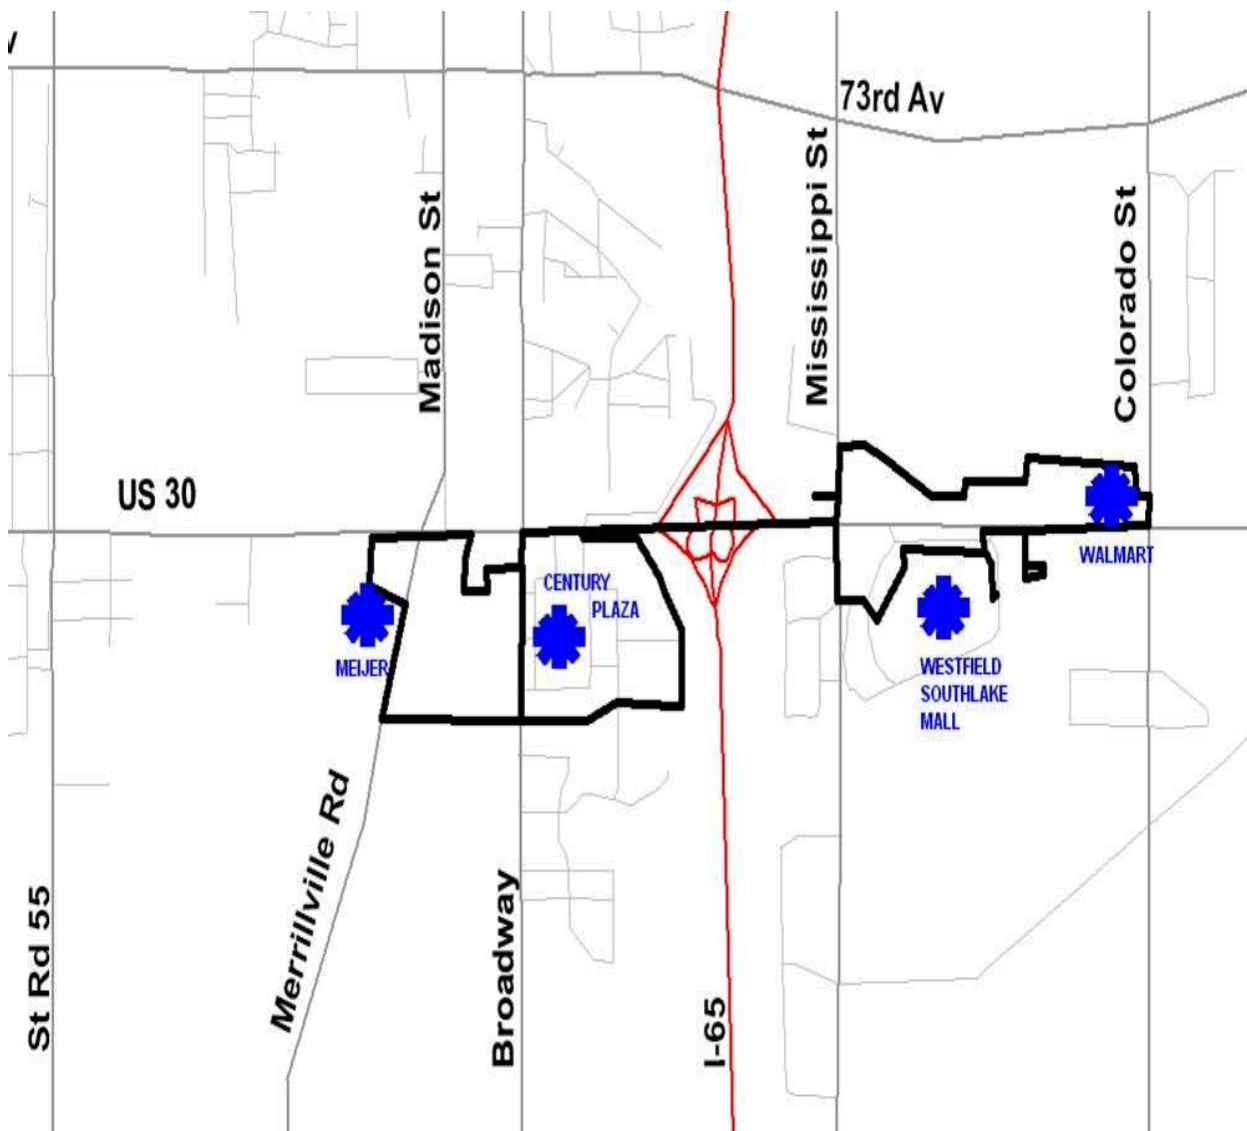 73rd Av
Mississippi St
Madison St
Colorado St
US 30
WALMART
CENTURY
PLAZA
MEIJER
WESTFIELD
SOUTHLAKE
MALL
Merrillville Rd
Broadway
St Rd 55
I-65